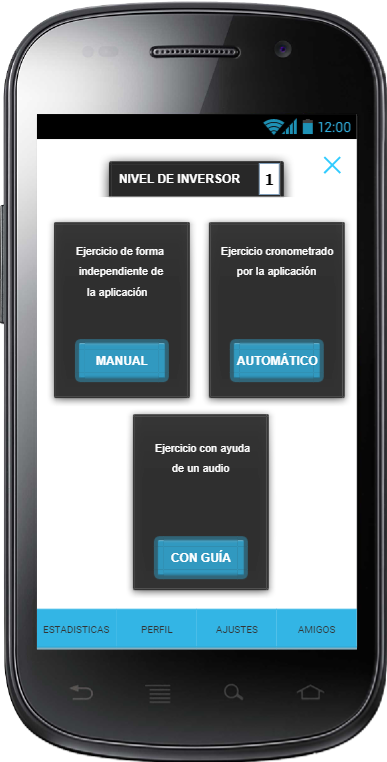 12:00
NIVEL DE INVERSOR 1
Ejercicio de forma
independiente de
la aplicación
MANUAL
Ejercicio cronometrado
por la aplicación
AUTOMÁTICO
Ejercicio con ayuda
de un audio
CON GUÍA
ESTADISTICAS PERFIL AJUSTES AMIGOS